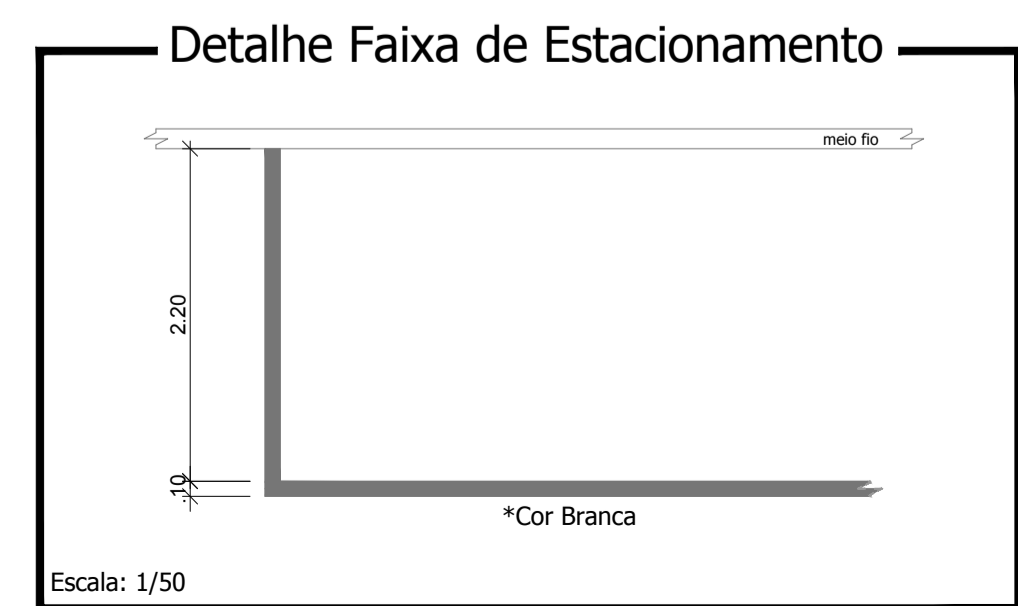 Detalhe Faixa de Estacionamento
meio fio
2.20
.10
*Cor Branca
Escala: 1/50